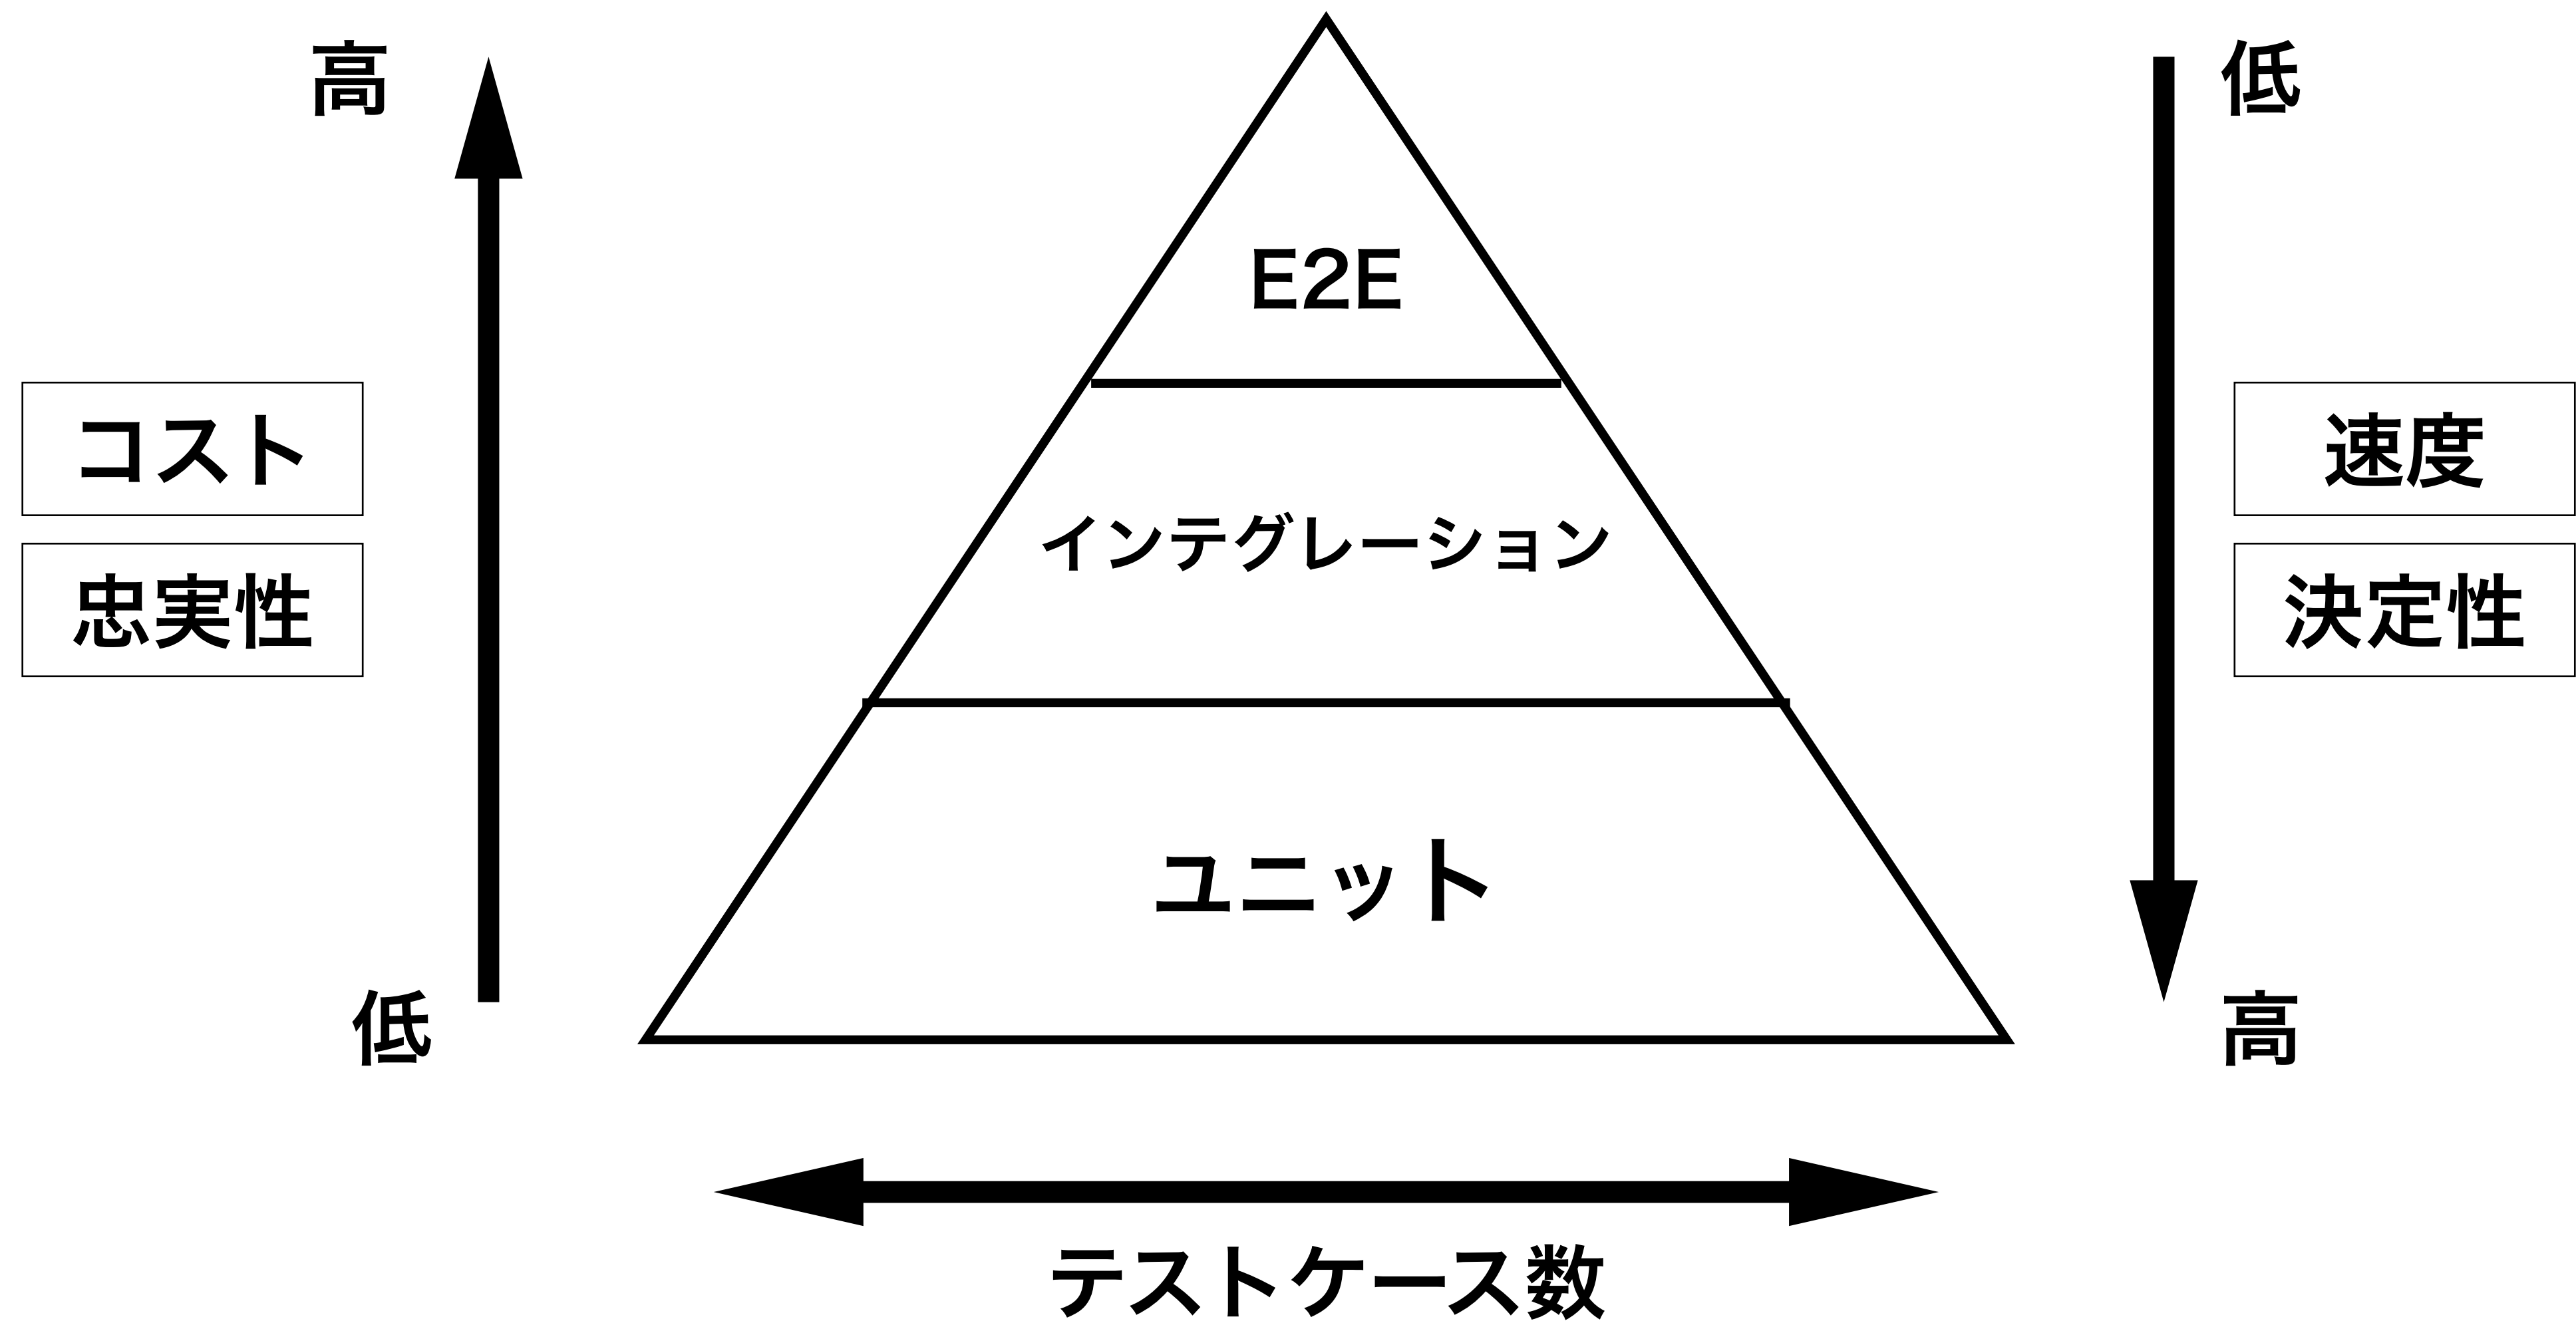 高
低
E2E
コスト
速度
インテグレーション
忠実性
決定性
ユニット
低
高
テストケース数